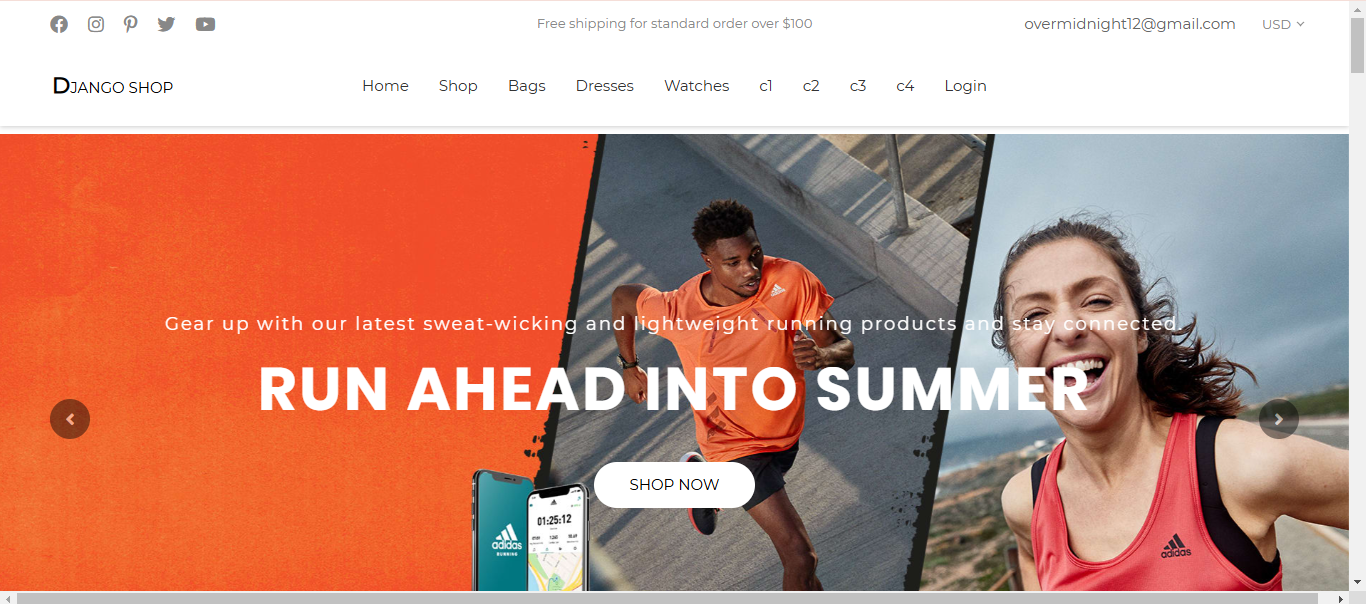 Free shipping for standard order over $100
overmidnight12@gmail.com
USD
DJANGO SHOP
Home Shop Bags Dresses Watches c1 c2 c3 c4 Login
Gear up with our latest sweat-wicking and lightweight running products and stay connected.
RUN AHEAD INTO SUMMER
SHOP NOW
01:25:12
adidas
RUNNING
adidas